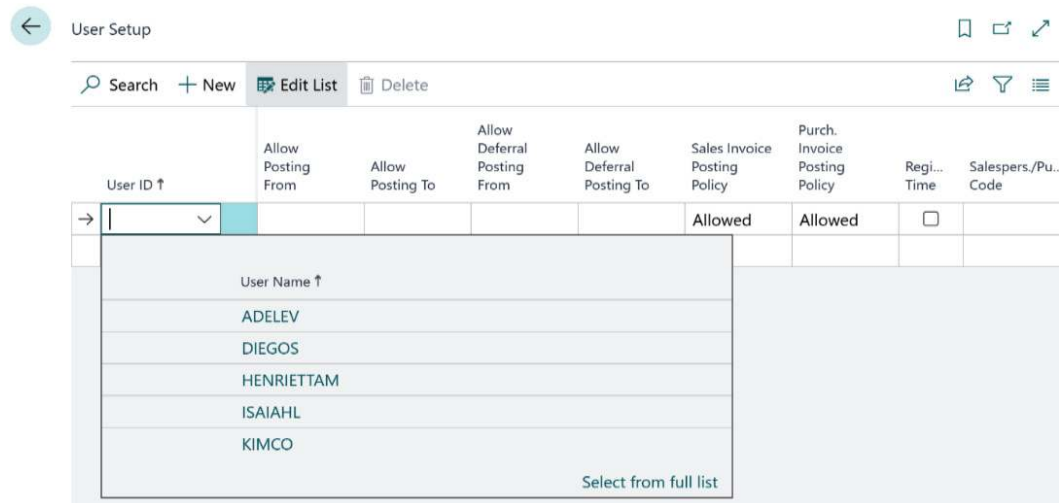 User Setup
Search + New Edit List Delete
User ID ↑
Allow
Posting
From
Allow
Posting To
Allow
Deferral
Posting
From
Allow
Deferral
Posting To
Sales Invoice
Posting
Policy
Purch.
Invoice
Posting
Policy
Regi...
Time
Salespers./Pu...
Code
Allowed Allowed
User Name ↑
ADELEV
DIEGOS
HENRIETTAM
ISAIAHL
KIMCO
Select from full list